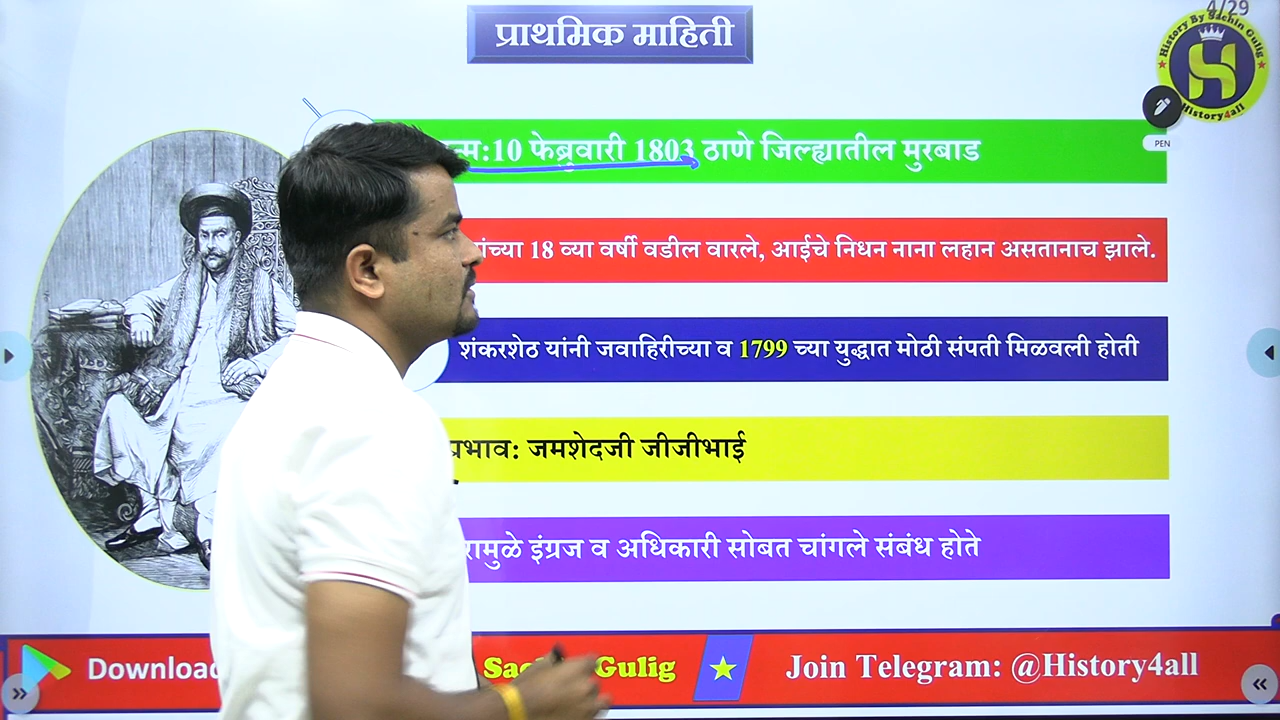 4/29
प्राथमिक माहिती
History By Sachin Gulig
History4all
PEN
10 फेब्रुवारी 1803 ठाणे जिल्ह्यातील मुरबाड
18 व्या वर्षी वडील वारले, आईचे निधन नाना लहान असतानाच झाले.
शंकरशेठ यांनी जवाहिरीच्या व 1799 च्या युद्धात मोठी संपती मिळवली होती
प्रभाव: जमशेदजी जीजीभाई
इंग्रज व अधिकारी सोबत चांगले संबंध होते
Gulig
Join Telegram: @History4all